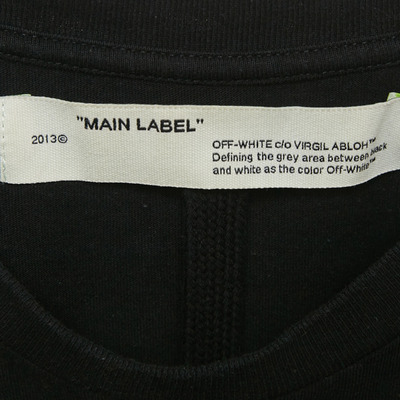 "MAIN LABEL"
2013©
OFF-WHITE c/o VIRGIL ABLOH™
Defining the grey area between black
and white as the color Off-White™